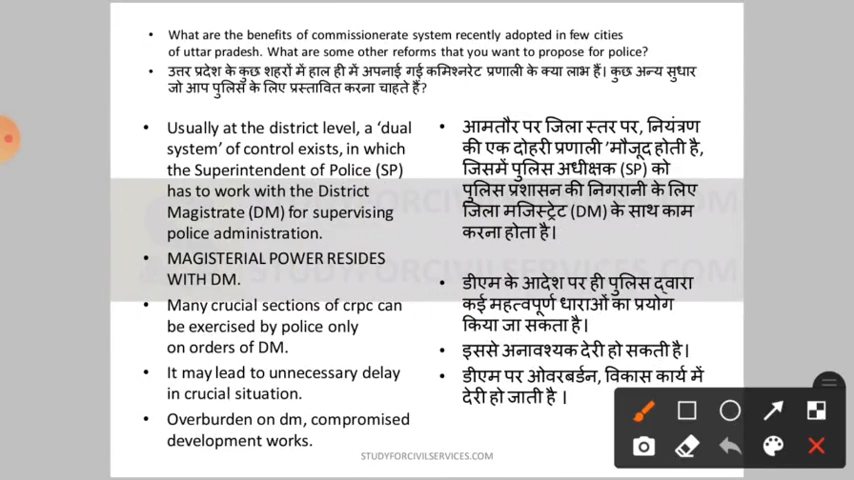 • What are the benefits of commissionerate system recently adopted in few cities
of uttar pradesh. What are some other reforms that you want to propose for police?
• उत्तर प्रदेश के कुछ शहरों में हाल ही में अपनाई गई कमिश्नरेट प्रणाली के क्या लाभ हैं। कुछ अन्य सुधार
जो आप पुलिस के लिए प्रस्तावित करना चाहते हैं?
• Usually at the district level, a ‘dual
system’ of control exists, in which
the Superintendent of Police (SP)
has to work with the District
Magistrate (DM) for supervising
police administration.
• MAGISTERIAL POWER RESIDES
WITH DM.
• Many crucial sections of crpc can
be exercised by police only
on orders of DM.
• It may lead to unnecessary delay
in crucial situation.
• Overburden on dm, compromised
development works.
• आमतौर पर जिला स्तर पर, नियंत्रण
की एक दोहरी प्रणाली ’मौजूद होती है,
जिसमें पुलिस अधीक्षक (SP) को
पुलिस प्रशासन की निगरानी के लिए
जिला मजिस्ट्रेट (DM) के साथ काम
करना होता है।
• डीएम के आदेश पर ही पुलिस द्वारा
कई महत्वपूर्ण धाराओं का प्रयोग
किया जा सकता है।
• इससे अनावश्यक देरी हो सकती है।
• डीएम पर ओवरबर्डन, विकास कार्य में
देरी हो जाती है ।
STUDYFORCIVILSERVICES.COM
STUDYFORCIVILSERVICES.COM